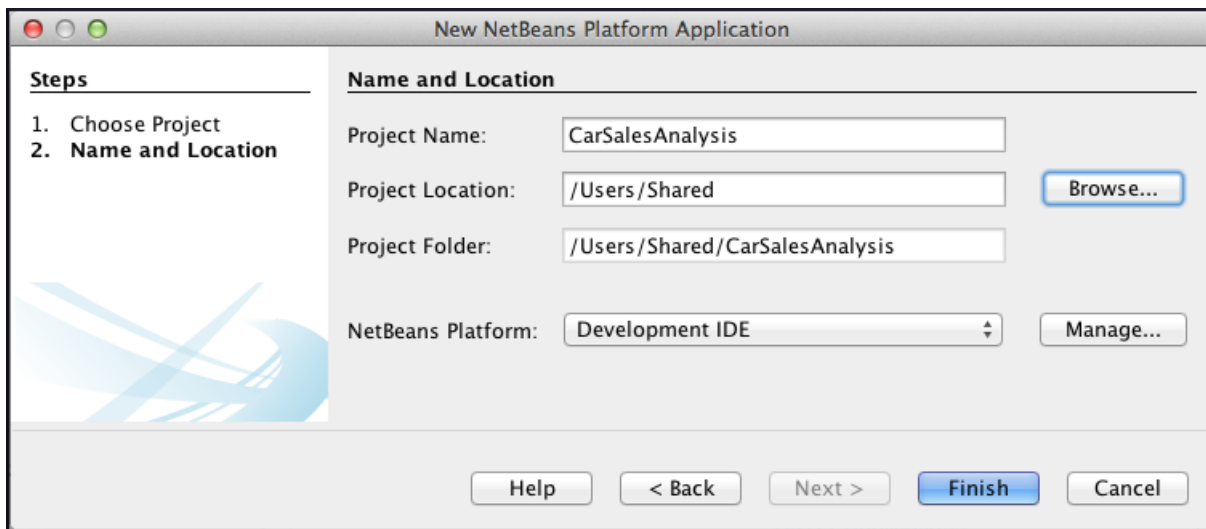 New NetBeans Platform Application
Steps
1. Choose Project
2. Name and Location
Name and Location
Project Name: CarSalesAnalysis
Project Location: /Users/Shared Browse...
Project Folder: /Users/Shared/CarSalesAnalysis
NetBeans Platform: Development IDE Manage...
Help < Back Next > Finish Cancel